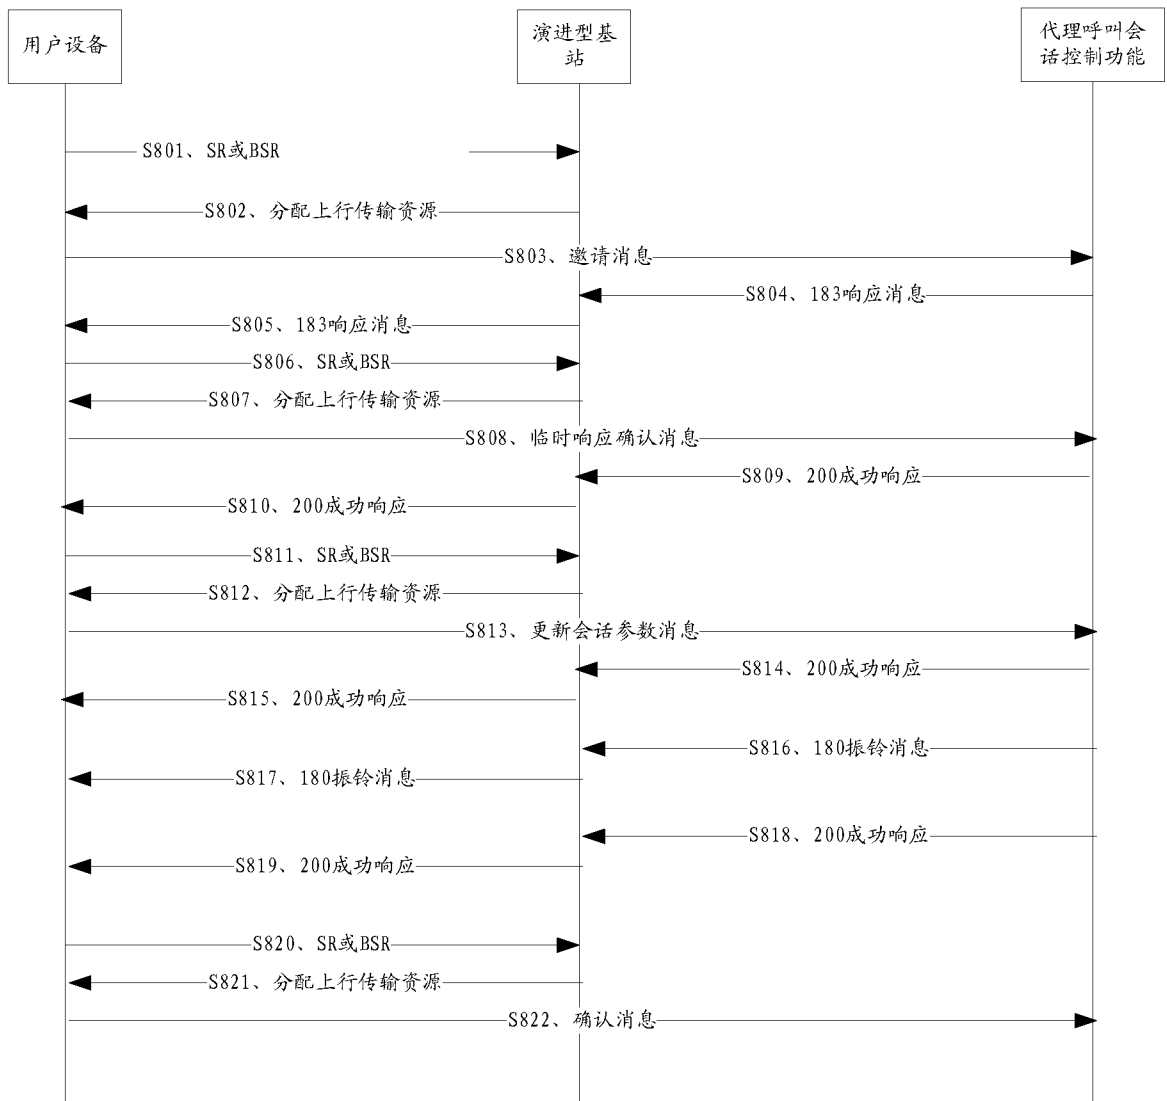 用户设备
演进型基
站
代理呼叫会
话控制功能
S801、SR或BSR
S802、分配上行传输资源
S803、邀请消息
S804、183响应消息
S805、183响应消息
S806、SR或BSR
S807、分配上行传输资源
S808、临时响应确认消息
S809、200成功响应
S810、200成功响应
S811、SR或BSR
S812、分配上行传输资源
S813、更新会话参数消息
S814、200成功响应
S815、200成功响应
S816、180振铃消息
S817、180振铃消息
S818、200成功响应
S819、200成功响应
S820、SR或BSR
S821、分配上行传输资源
S822、确认消息